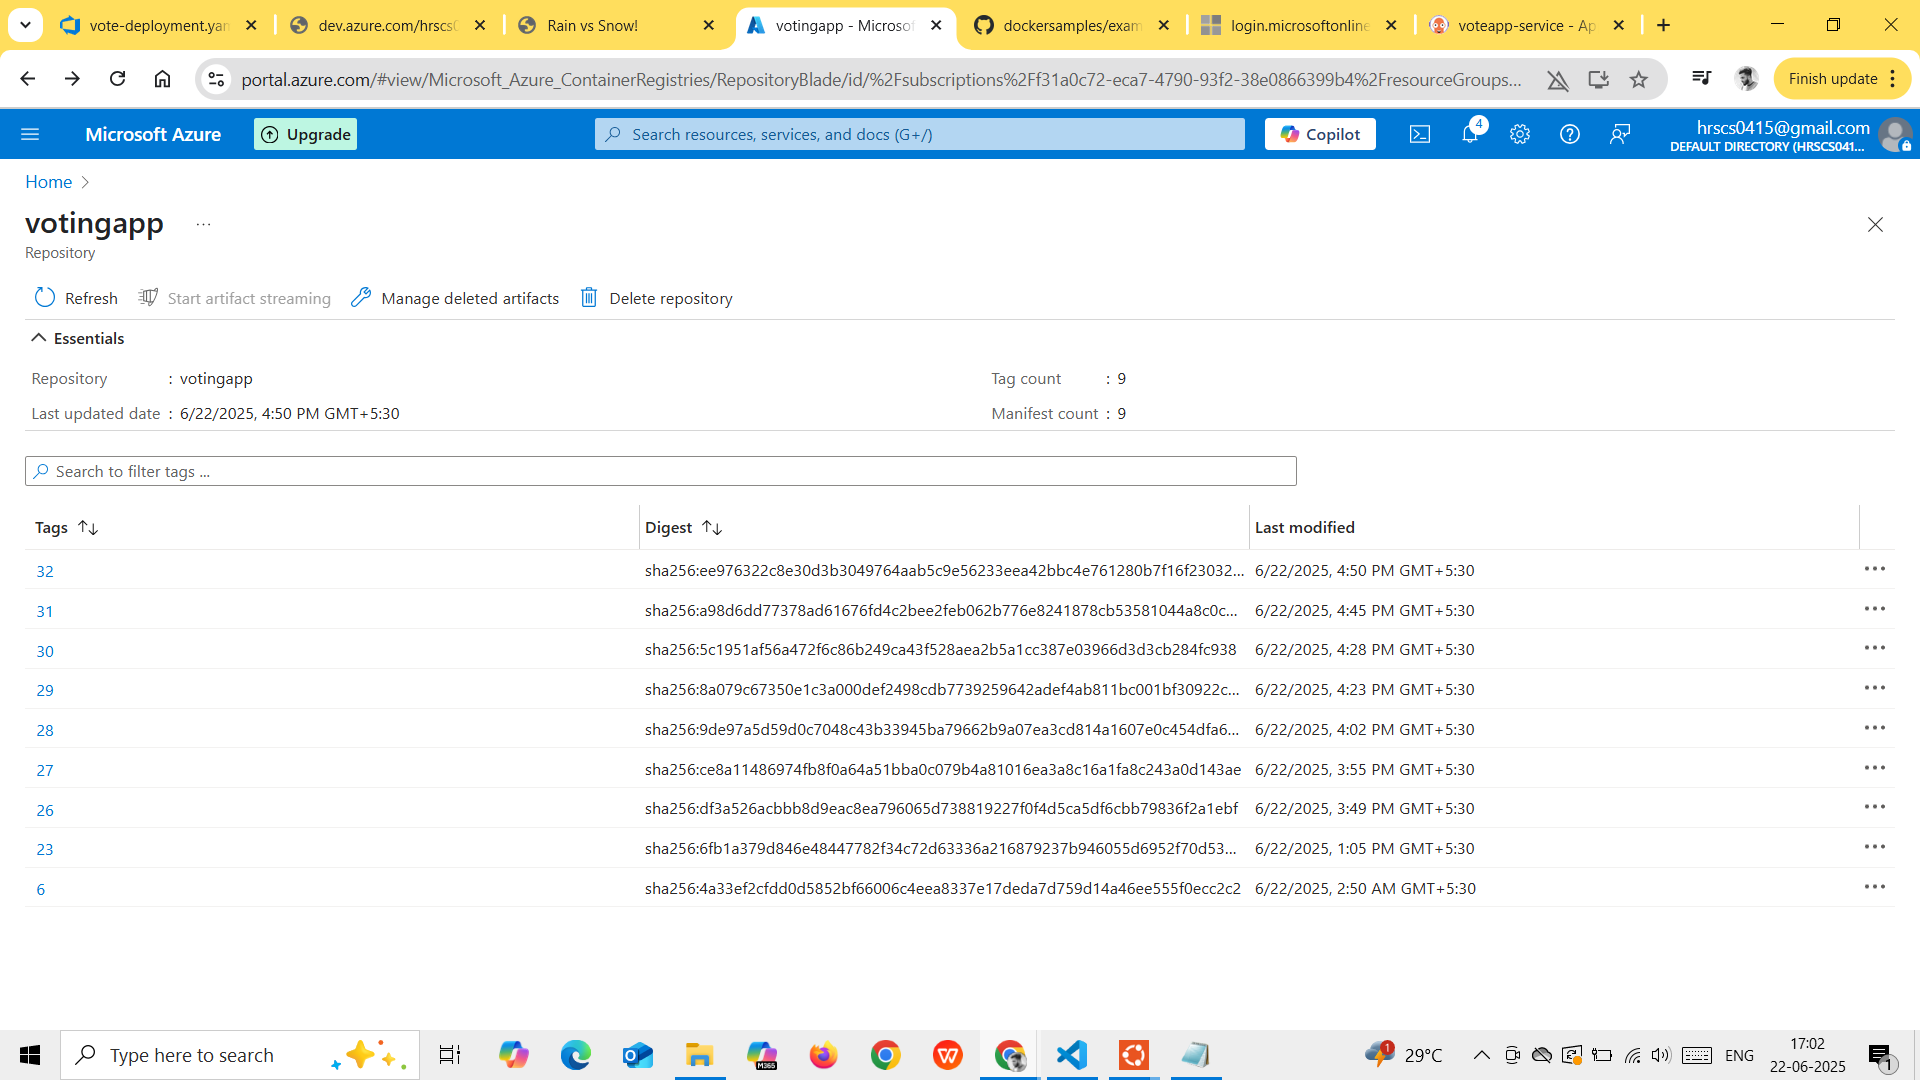 vote-deployment.yan
dev.azure.com/hrscs0
Rain vs Snow!
votingapp - Microsof
dockersamples/exam
login.microsoftonline
voteapp-service - Ap
portal.azure.com/#view/Microsoft_Azure_ContainerRegistries/RepositoryBlade/id/%2Fsubscriptions%2Ff31a0c72-eca7-4790-93f2-38e0866399b4%2FresourceGroups...
Finish update
Microsoft Azure
Upgrade
Search resources, services, and docs (G+/)
Copilot
4
hrscs0415@gmail.com
DEFAULT DIRECTORY (HRSCS041...
Home
votingapp ...
Repository
Refresh
Start artifact streaming
Manage deleted artifacts
Delete repository
Essentials
Repository : votingapp
Tag count : 9
Last updated date : 6/22/2025, 4:50 PM GMT+5:30
Manifest count : 9
Search to filter tags ...
Tags Digest Last modified
32 sha256:ee976322c8e30d3b3049764aab5c9e56233eea42bbc4e761280b7f16f23032... 6/22/2025, 4:50 PM GMT+5:30
31 sha256:a98d6dd77378ad61676fd4c2bee2feb062b776e8241878cb53581044a8c0c... 6/22/2025, 4:45 PM GMT+5:30
30 sha256:5c1951af56a472f6c86b249ca43f528aea2b5a1cc387e03966d3d3cb284fc938 6/22/2025, 4:28 PM GMT+5:30
29 sha256:8a079c67350e1c3a000def2498cdb7739259642adef4ab811bc001bf30922c... 6/22/2025, 4:23 PM GMT+5:30
28 sha256:9de97a5d59d0c7048c43b33945ba79662b9a07ea3cd814a1607e0c454dfa6... 6/22/2025, 4:02 PM GMT+5:30
27 sha256:ce8a11486974fb8f0a64a51bba0c079b4a81016ea3a8c16a1fa8c243a0d143ae 6/22/2025, 3:55 PM GMT+5:30
26 sha256:df3a526acbbb8d9eac8ea796065d738819227f0f4d5ca5df6cbb79836f2a1ebf 6/22/2025, 3:49 PM GMT+5:30
23 sha256:6fb1a379d846e48447782f34c72d63336a216879237b946055d6952f70d53... 6/22/2025, 1:05 PM GMT+5:30
6 sha256:4a33ef2cfdd0d5852bf66006c4eea8337e17deda7d759d14a46ee555f0ecc2c2 6/22/2025, 2:50 AM GMT+5:30
Type here to search
M365
1
29°C
ENG
17:02
22-06-2025
1